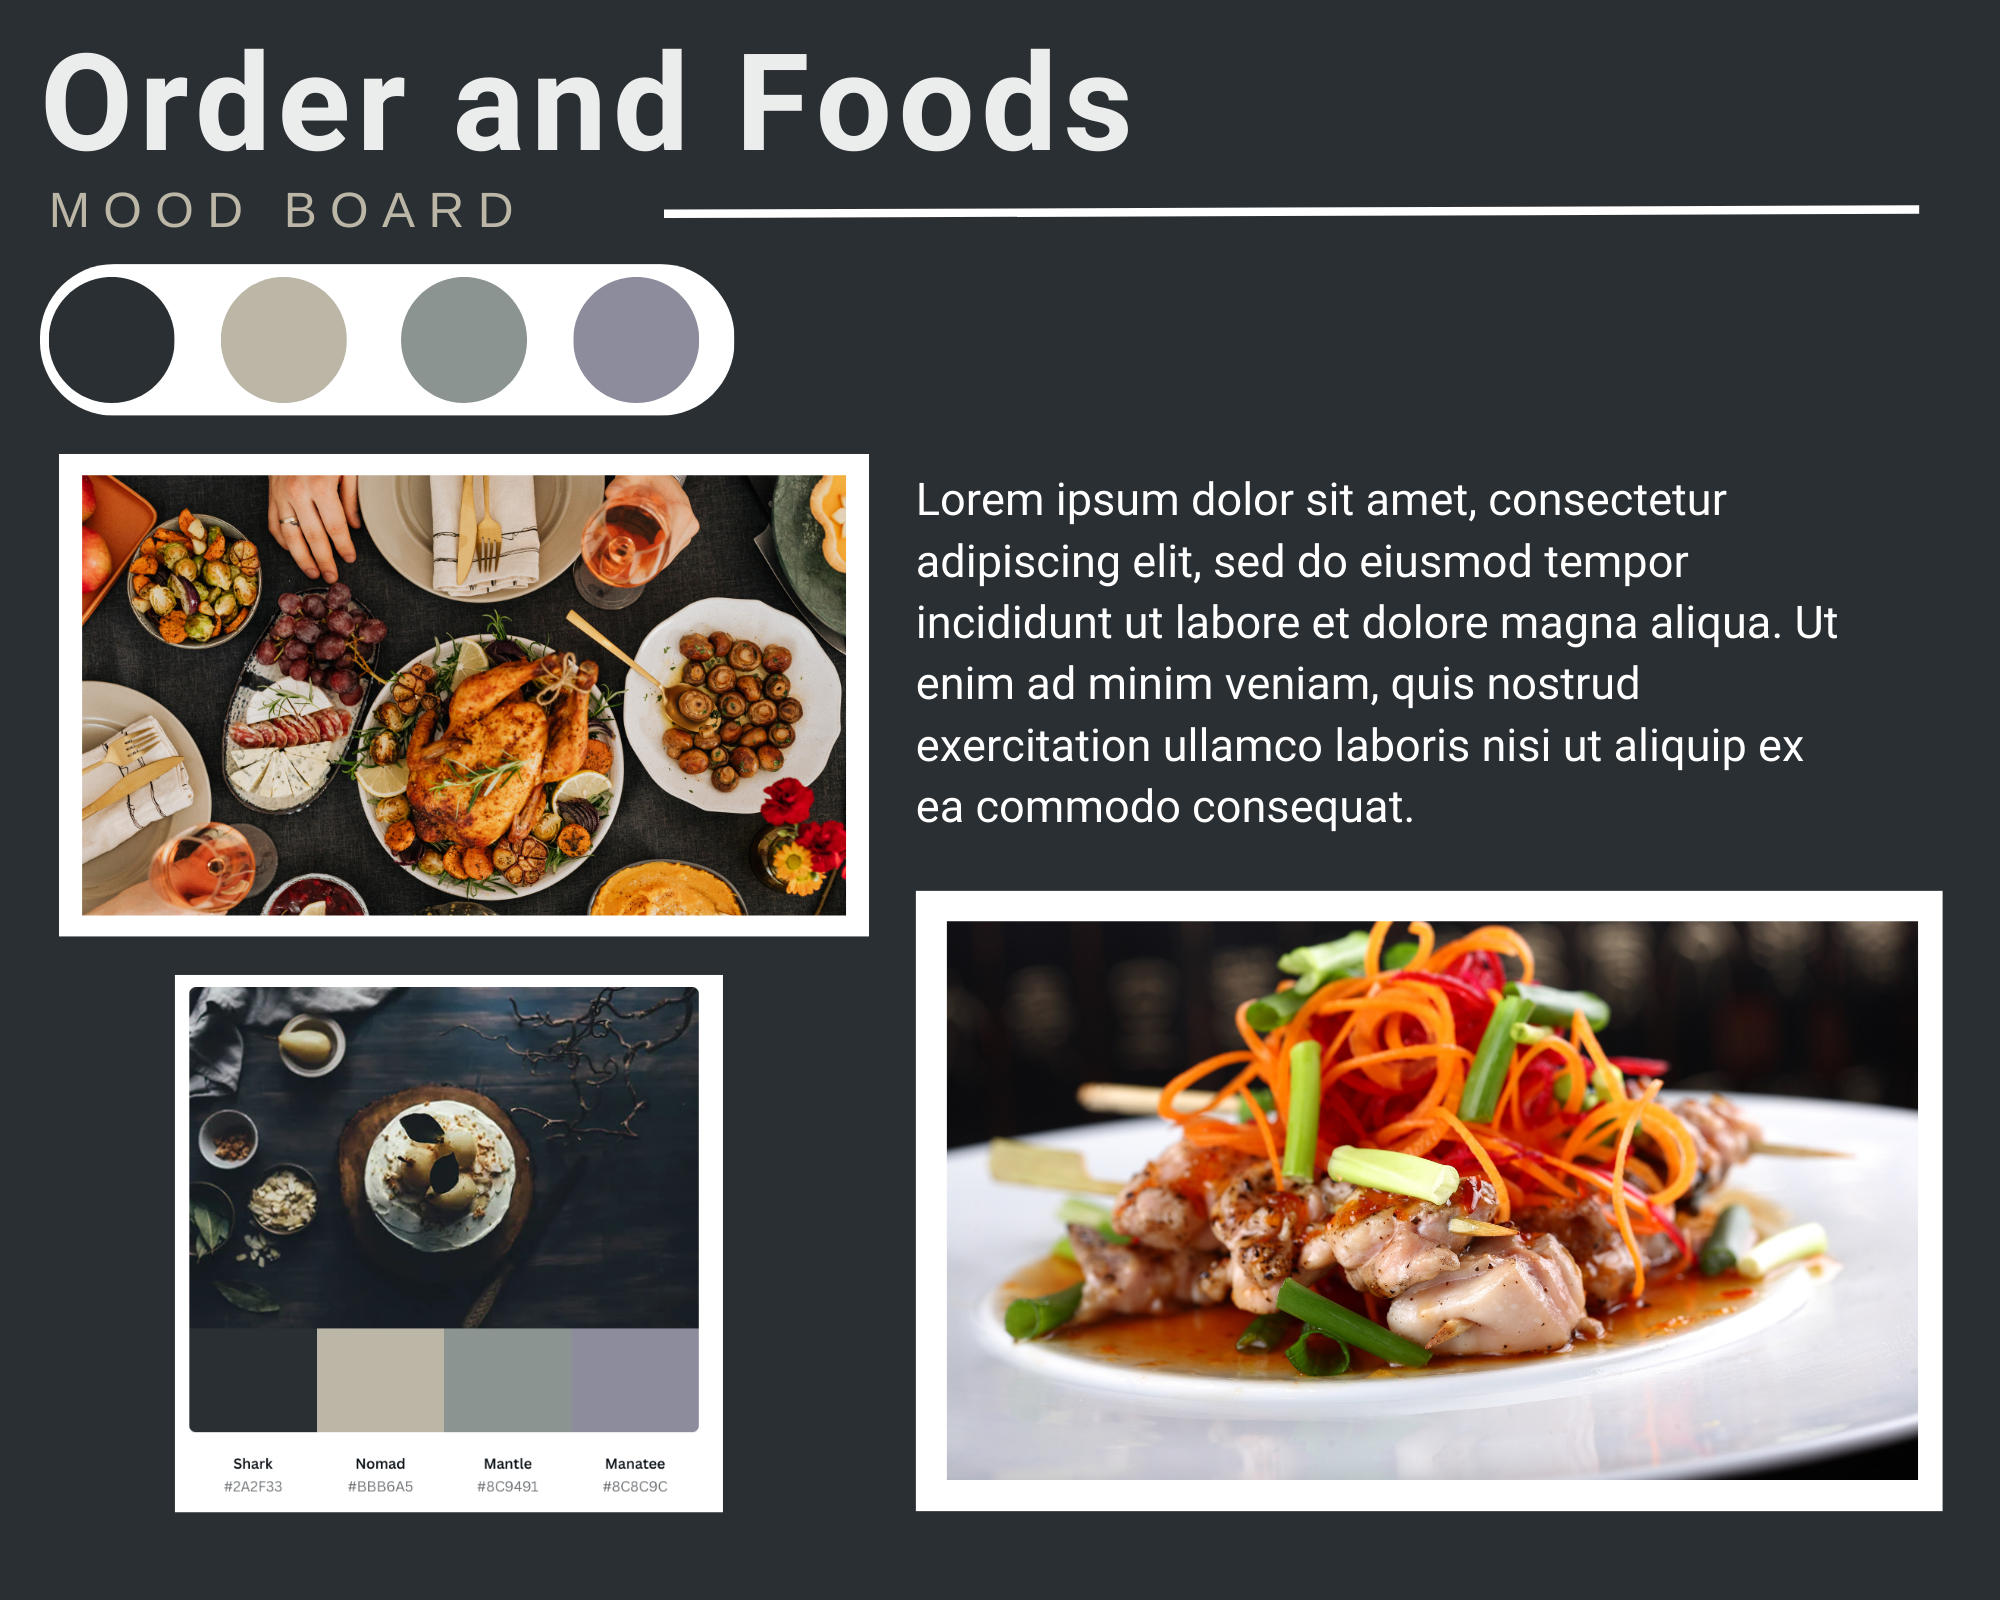 Order and Foods
MOOD BOARD
Lorem ipsum dolor sit amet, consectetur
adipiscing elit, sed do eiusmod tempor
incididunt ut labore et dolore magna aliqua. Ut
enim ad minim veniam, quis nostrud
exercitation ullamco laboris nisi ut aliquip ex
ea commodo consequat.
Shark Nomad Mantle Manatee
#2A2F33 #BBB6A5 #8C9491 #8C8C9C